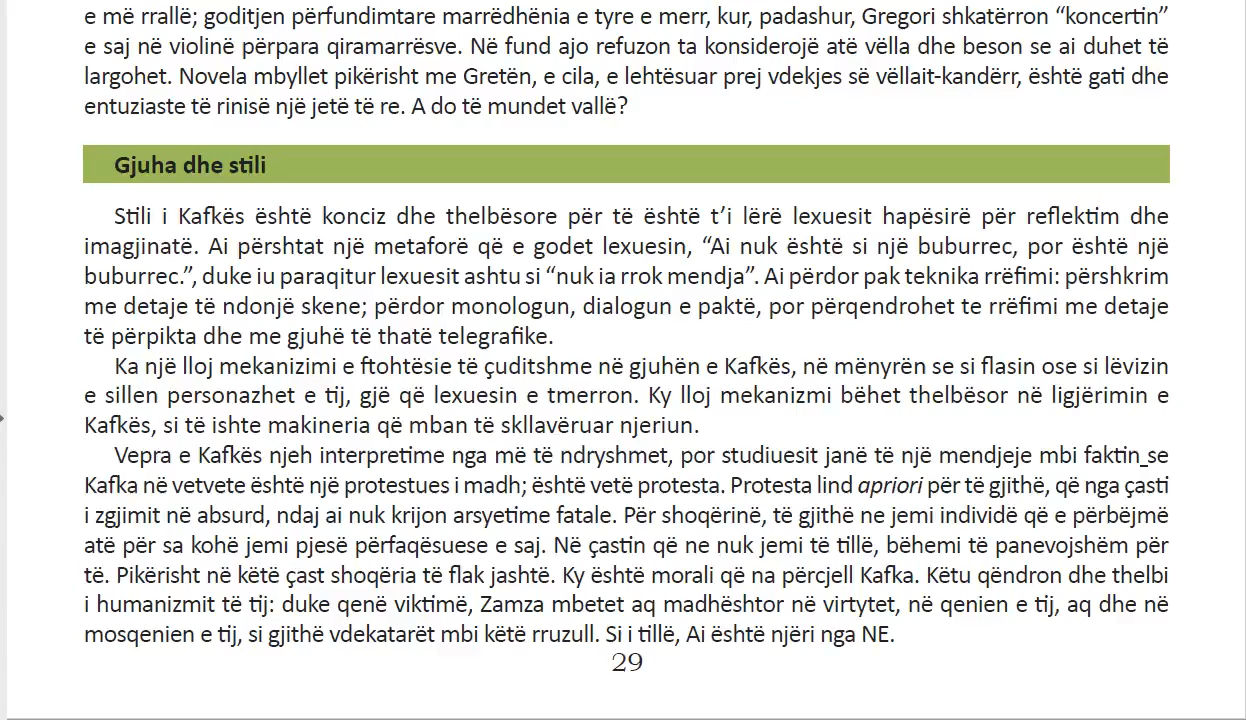 e më rrallë; goditjen përfundimtare marrëdhënia e tyre e merr, kur, padashur, Gregori shkatërron “koncertin”
e saj në violinë përpara qiramarrësve. Në fund ajo refuzon ta konsiderojë atë vëlla dhe beson se ai duhet të
largohet. Novela mbyllet pikërisht me Gretën, e cila, e lehtësuar prej vdekjes së vëllait-kandërr, është gati dhe
entuziaste të rinisë një jetë të re. A do të mundet vallë?
Gjuha dhe stili
Stili i Kafkës është konciz dhe thelbësore për të është t’i lërë lexuesit hapësirë për reflektim dhe
imagjinatë. Ai përshtat një metaforë që e godet lexuesin, “Ai nuk është si një buburrec, por është një
buburrec.”, duke iu paraqitur lexuesit ashtu si “nuk ia rrok mendja”. Ai përdor pak teknika rrëfimi: përshkrim
me detaje të ndonjë skene; përdor monologun, dialogun e paktë, por përqendrohet te rrëfimi me detaje
të përpikta dhe me gjuhë të thatë telegrafike.
Ka një lloj mekanizimi e ftohtësie të çuditshme në gjuhën e Kafkës, në mënyrën se si flasin ose si lëvizin
e sillen personazhet e tij, gjë që lexuesin e tmerron. Ky lloj mekanizmi bëhet thelbësor në ligjërimin e
Kafkës, si të ishte makineria që mban të skllavëruar njeriun.
Vepra e Kafkës njeh interpretime nga më të ndryshmet, por studiuesit janë të një mendjeje mbi faktin_se
Kafka në vetvete është një protestues i madh; është vetë protesta. Protesta lind apriori për të gjithë, që nga çasti
i zgjimit në absurd, ndaj ai nuk krijon arsyetime fatale. Për shoqërinë, të gjithë ne jemi individë që e përbëjmë
atë për sa kohë jemi pjesë përfaqësuese e saj. Në çastin që ne nuk jemi të tillë, bëhemi të panevojshëm për
të. Pikërisht në këtë çast shoqëria të flak jashtë. Ky është morali që na përcjell Kafka. Këtu qëndron dhe thelbi
i humanizmit të tij: duke qenë viktimë, Zamza mbetet aq madhështor në virtytet, në qenien e tij, aq dhe në
mosqenien e tij, si gjithë vdekatarët mbi këtë rruzull. Si i tillë, Ai është njëri nga NE.
29